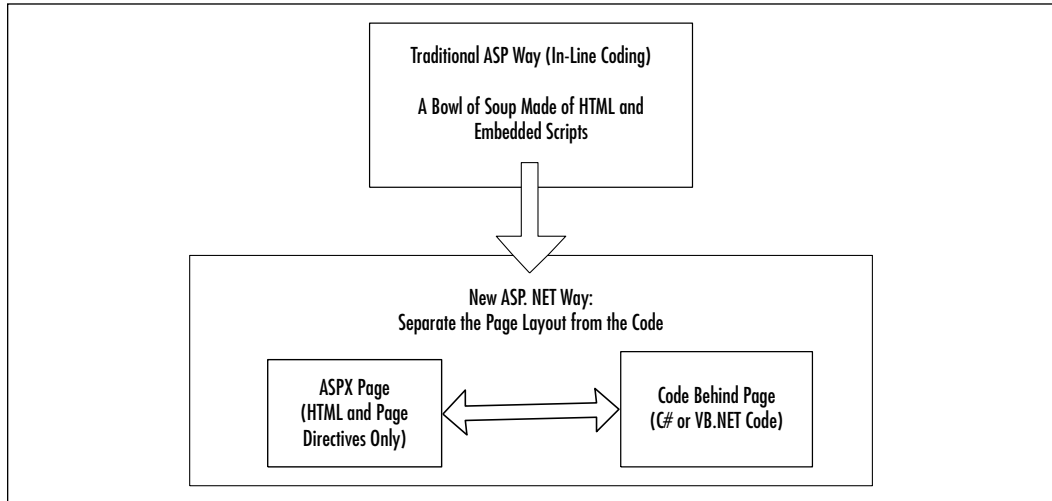 Traditional ASP Way (In-Line Coding)
A Bowl of Soup Made of HTML and
Embedded Scripts
New ASP. NET Way:
Separate the Page Layout from the Code
ASPX Page
(HTML and Page
Directives Only)
Code Behind Page
(C# or VB.NET Code)